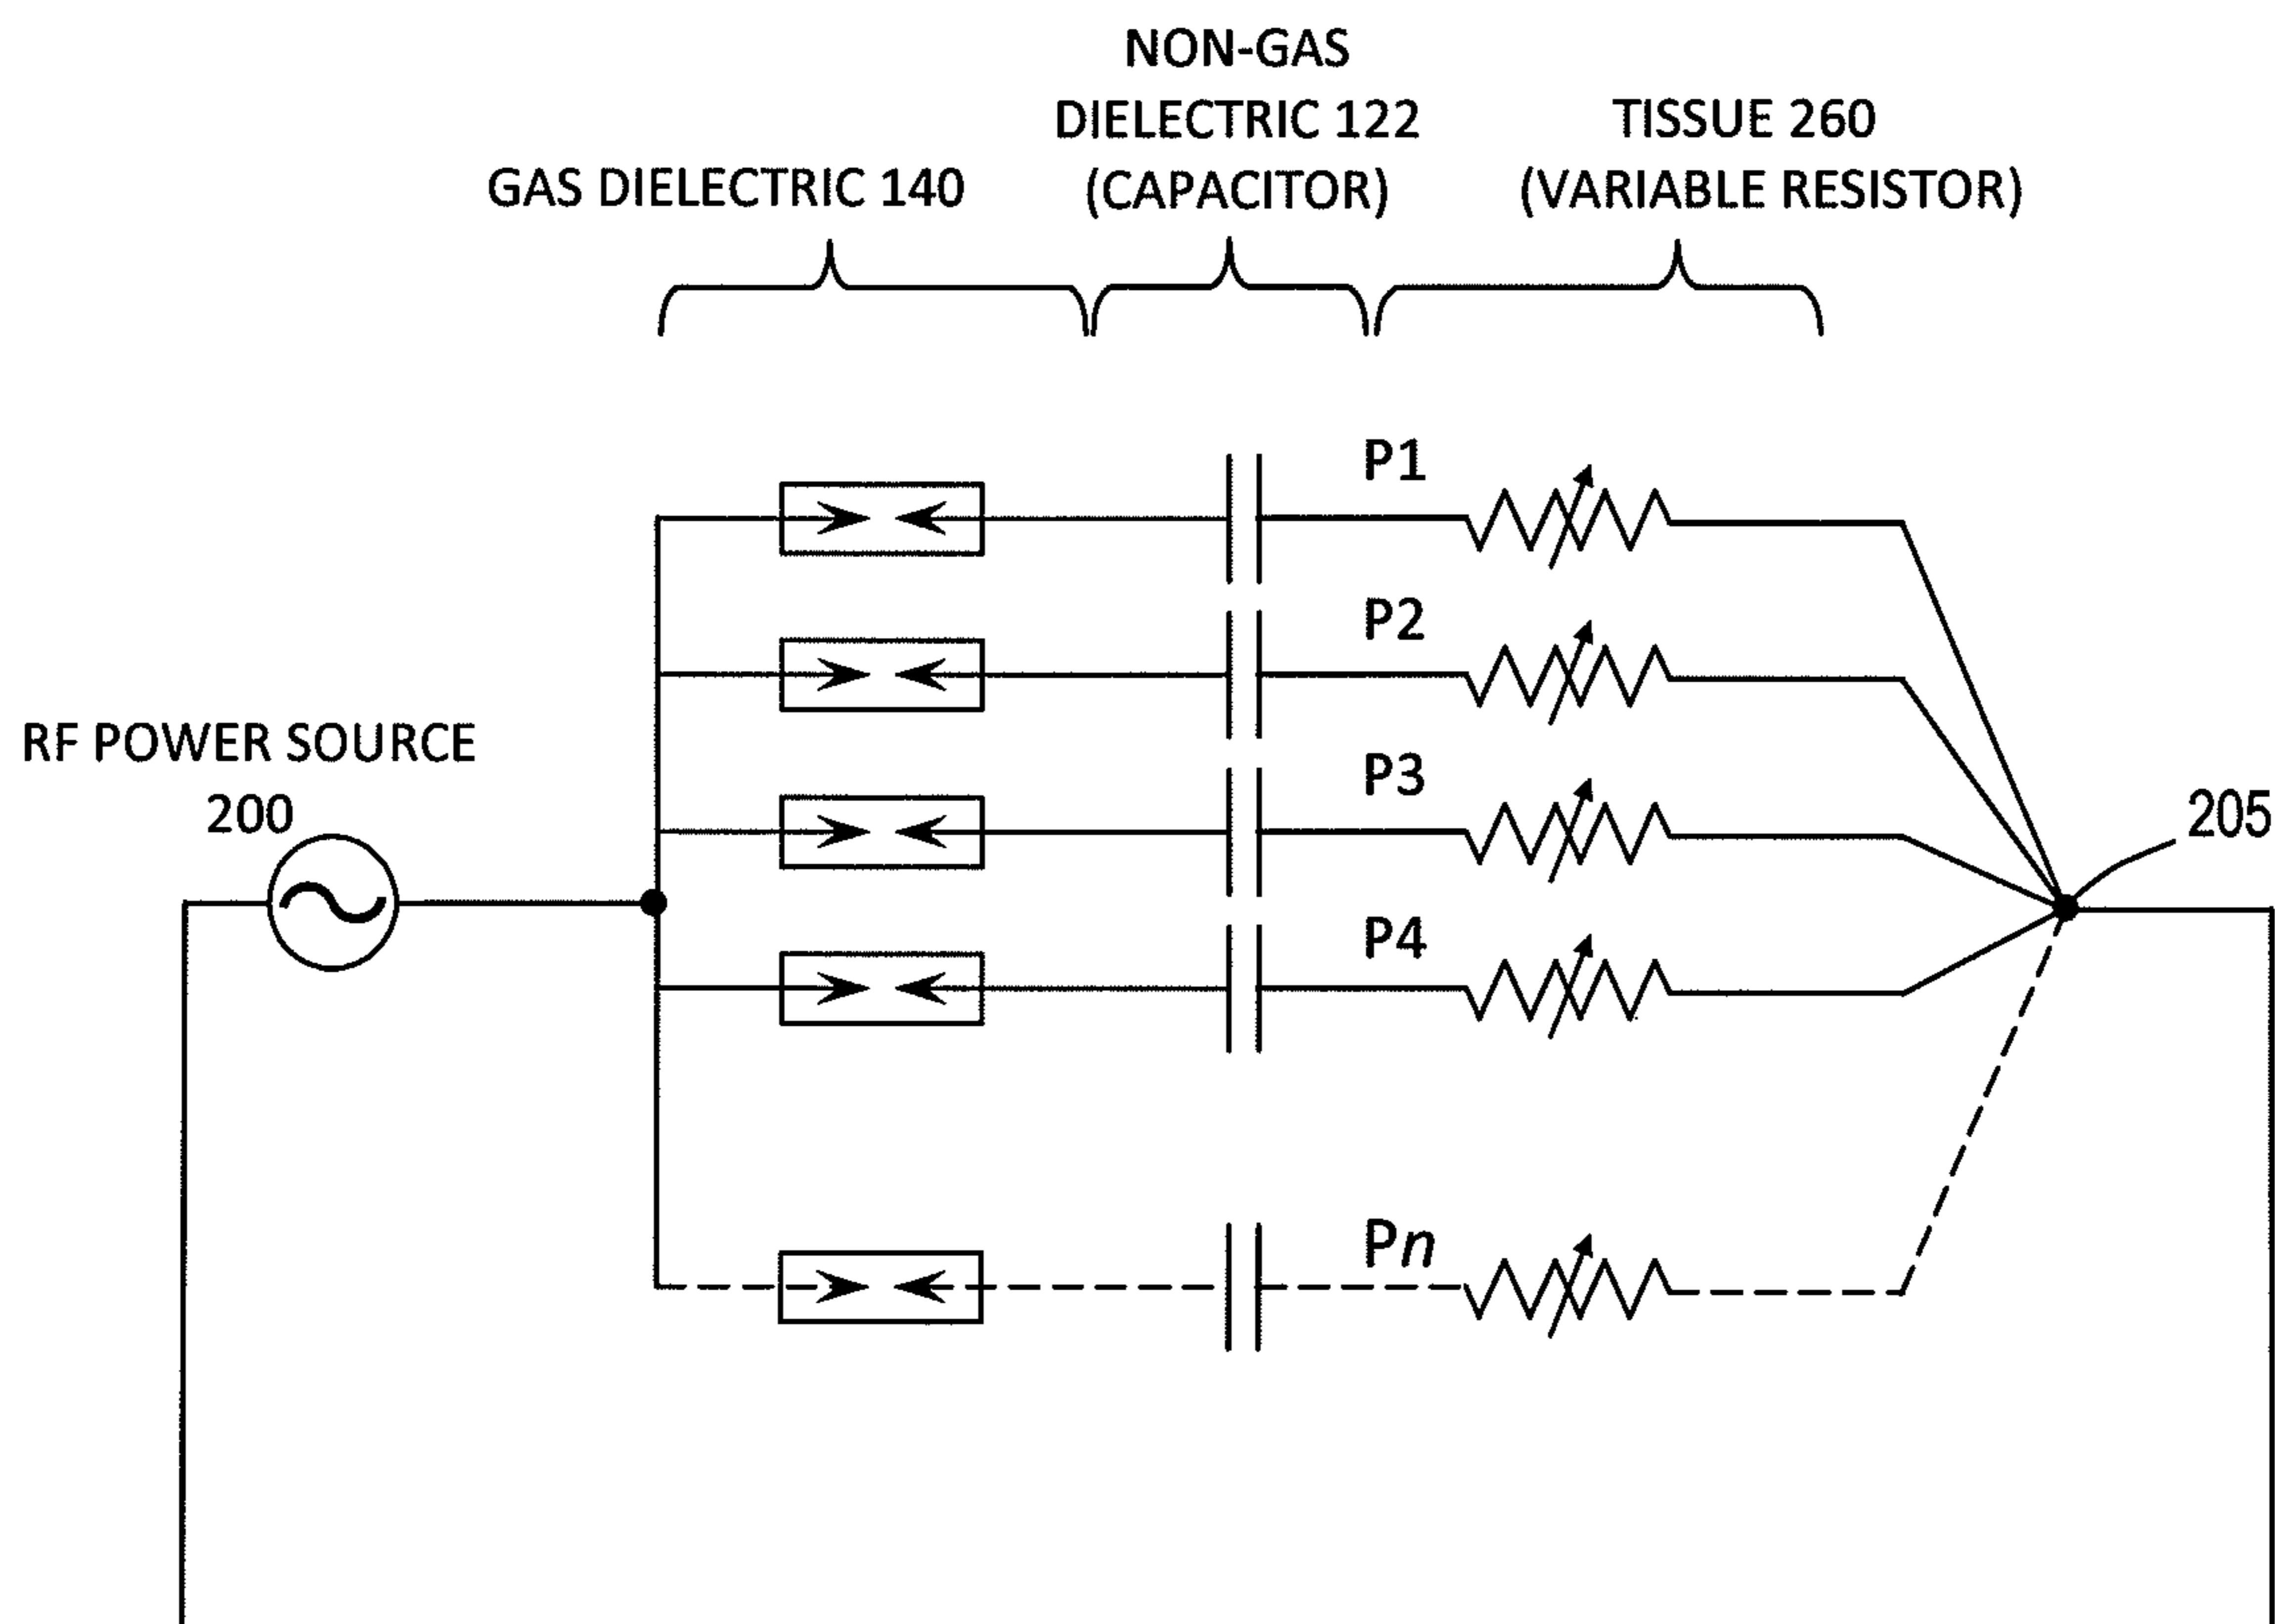 NON-GAS
DIELECTRIC 122
(CAPACITOR)
TISSUE 260
(VARIABLE RESISTOR)
GAS DIELECTRIC 140
P1
P2
RF POWER SOURCE
200
P3
205
P4
Pn